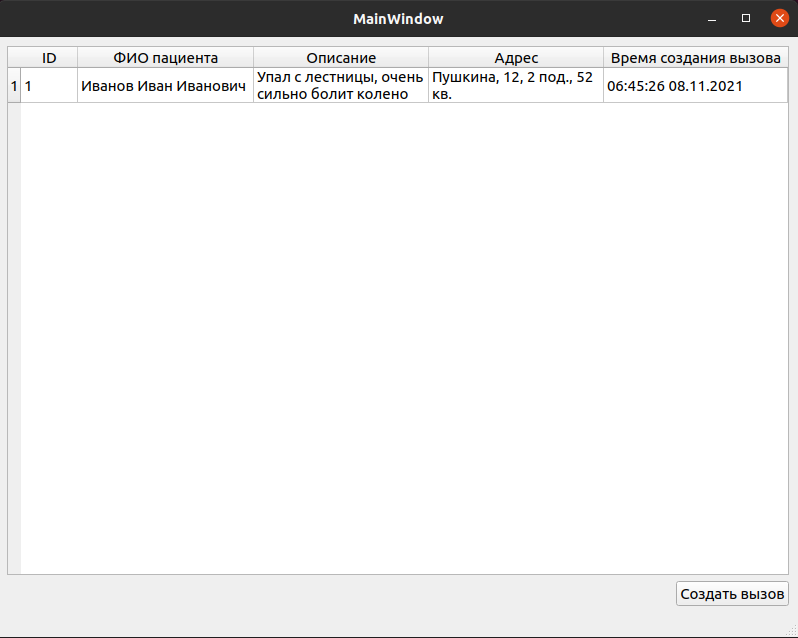 MainWindow
ID ФИО пациента Описание Адрес Время создания вызова
1 1 Иванов Иван Иванович Упал с лестницы, очень Пушкина, 12, 2 под., 52 06:45:26 08.11.2021
сильно болит колено кв.
Создать вызов